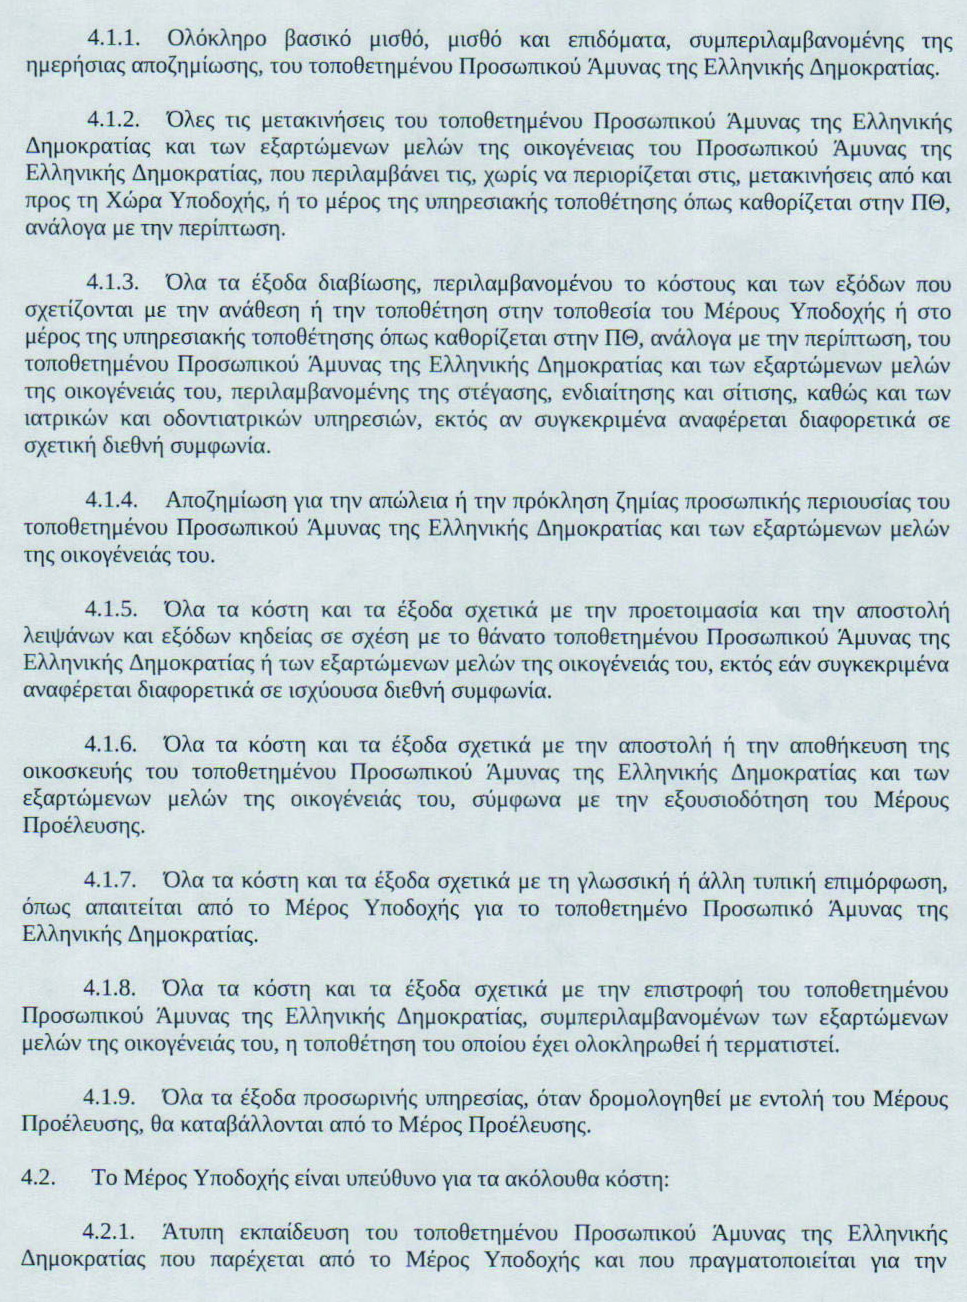 4.1.1. Ολόκληρο βασικό μισθό, μισθό και επιδόματα, συμπεριλαμβανομένης της
ημερήσιας αποζημίωσης, του τοποθετημένου Προσωπικού Άμυνας της Ελληνικής Δημοκρατίας.
4.1.2. Όλες τις μετακινήσεις του τοποθετημένου Προσωπικού Άμυνας της Ελληνικής
Δημοκρατίας και των εξαρτώμενων μελών της οικογένειας του Προσωπικού Άμυνας της
Ελληνικής Δημοκρατίας, που περιλαμβάνει τις, χωρίς να περιορίζεται στις, μετακινήσεις από και
προς τη Χώρα Υποδοχής, ή το μέρος της υπηρεσιακής τοποθέτησης όπως καθορίζεται στην ΠΘ,
ανάλογα με την περίπτωση.
4.1.3. Όλα τα έξοδα διαβίωσης, περιλαμβανομένου το κόστους και των εξόδων που
σχετίζονται με την ανάθεση ή την τοποθέτηση στην τοποθεσία του Μέρους Υποδοχής ή στο
μέρος της υπηρεσιακής τοποθέτησης όπως καθορίζεται στην ΠΘ, ανάλογα με την περίπτωση, του
τοποθετημένου Προσωπικού Άμυνας της Ελληνικής Δημοκρατίας και των εξαρτώμενων μελών
της οικογένειάς του, περιλαμβανομένης της στέγασης, ενδιαίτησης και σίτισης, καθώς και των
ιατρικών και οδοντιατρικών υπηρεσιών, εκτός αν συγκεκριμένα αναφέρεται διαφορετικά σε
σχετική διεθνή συμφωνία.
4.1.4. Αποζημίωση για την απώλεια ή την πρόκληση ζημίας προσωπικής περιουσίας του
τοποθετημένου Προσωπικού Άμυνας της Ελληνικής Δημοκρατίας και των εξαρτώμενων μελών
της οικογένειάς του.
4.1.5. Όλα τα κόστη και τα έξοδα σχετικά με την προετοιμασία και την αποστολή
λειψάνων και εξόδων κηδείας σε σχέση με το θάνατο τοποθετημένου Προσωπικού Άμυνας της
Ελληνικής Δημοκρατίας ή των εξαρτώμενων μελών της οικογένειάς του, εκτός εάν συγκεκριμένα
αναφέρεται διαφορετικά σε ισχύουσα διεθνή συμφωνία.
4.1.6. Όλα τα κόστη και τα έξοδα σχετικά με την αποστολή ή την αποθήκευση της
οικοσκευής του τοποθετημένου Προσωπικού Άμυνας της Ελληνικής Δημοκρατίας και των
εξαρτώμενων μελών της οικογένειάς του, σύμφωνα με την εξουσιοδότηση του Μέρους
Προέλευσης.
4.1.7. Όλα τα κόστη και τα έξοδα σχετικά με τη γλωσσική ή άλλη τυπική επιμόρφωση,
όπως απαιτείται από το Μέρος Υποδοχής για το τοποθετημένο Προσωπικό Άμυνας της
Ελληνικής Δημοκρατίας.
4.1.8. Όλα τα κόστη και τα έξοδα σχετικά με την επιστροφή του τοποθετημένου
Προσωπικού Άμυνας της Ελληνικής Δημοκρατίας, συμπεριλαμβανομένων των εξαρτώμενων
μελών της οικογένειάς του, η τοποθέτηση του οποίου έχει ολοκληρωθεί ή τερματιστεί.
4.1.9. Όλα τα έξοδα προσωρινής υπηρεσίας, όταν δρομολογηθεί με εντολή του Μέρους
Προέλευσης, θα καταβάλλονται από το Μέρος Προέλευσης.
4.2. Το Μέρος Υποδοχής είναι υπεύθυνο για τα ακόλουθα κόστη:
4.2.1. Άτυπη εκπαίδευση του τοποθετημένου Προσωπικού Άμυνας της Ελληνικής
Δημοκρατίας που παρέχεται από το Μέρος Υποδοχής και που πραγματοποιείται για την